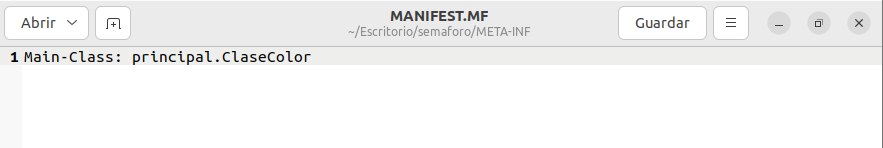 Abrir
MANIFEST.MF
~/Escritorio/semaforo/META-INF
Guardar
1 Main-Class: principal.ClaseColor